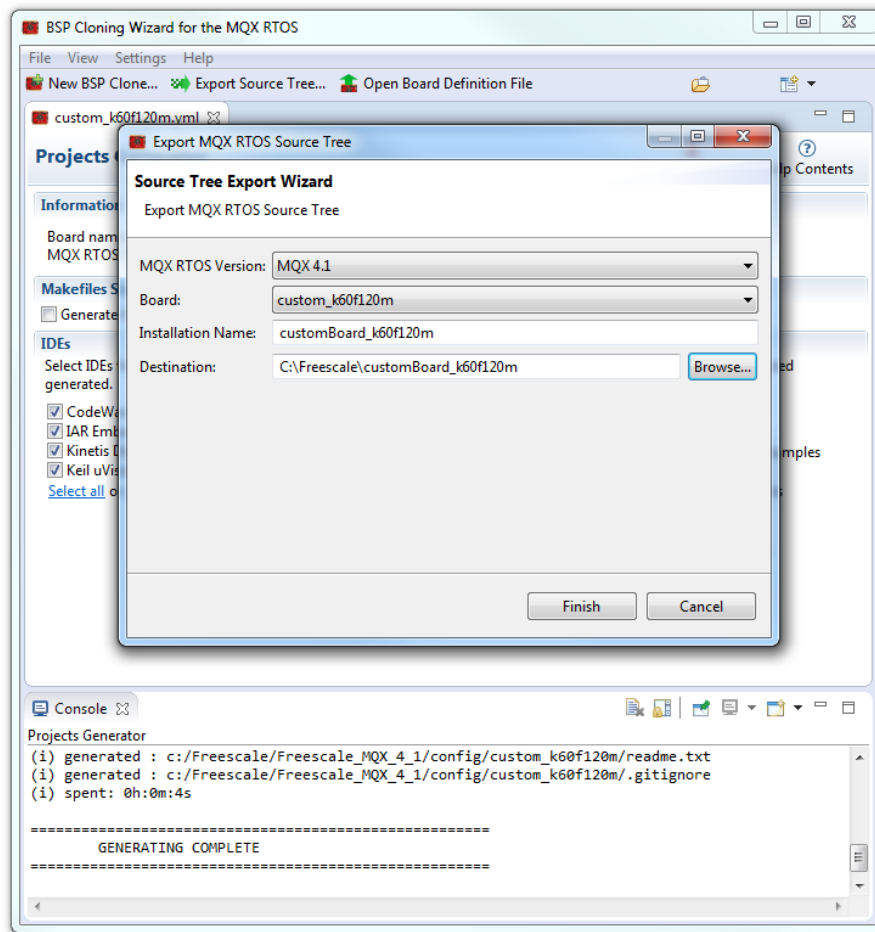 BSP Cloning Wizard for the MQX RTOS
File View Settings Help
New BSP Clone... Export Source Tree... Open Board Definition File
custom_k60f120m.yml
Projects
lp Contents
Export MQX RTOS Source Tree
Source Tree Export Wizard
Export MQX RTOS Source Tree
Information
Board nam
MQX RTOS
MQX RTOS Version: MQX 4.1
Makefiles S
Board: custom_k60f120m
Generate
Installation Name: customBoard_k60f120m
IDEs
Select IDEs
ed
generated.
Destination: C:\Freescale\customBoard_k60f120m Browse...
CodeWa
IAR Emb
Kinetis D
mples
Keil uVis
Select all o
s
Finish Cancel
Console
Projects Generator
(i) generated : c:/Freescale/Freescale_MQX_4_1/config/custom_k60f120m/readme.txt
(i) generated : c:/Freescale/Freescale_MQX_4_1/config/custom_k60f120m/.gitignore
(i) spent: 0h:0m:4s
======================================================
GENERATING COMPLETE
======================================================